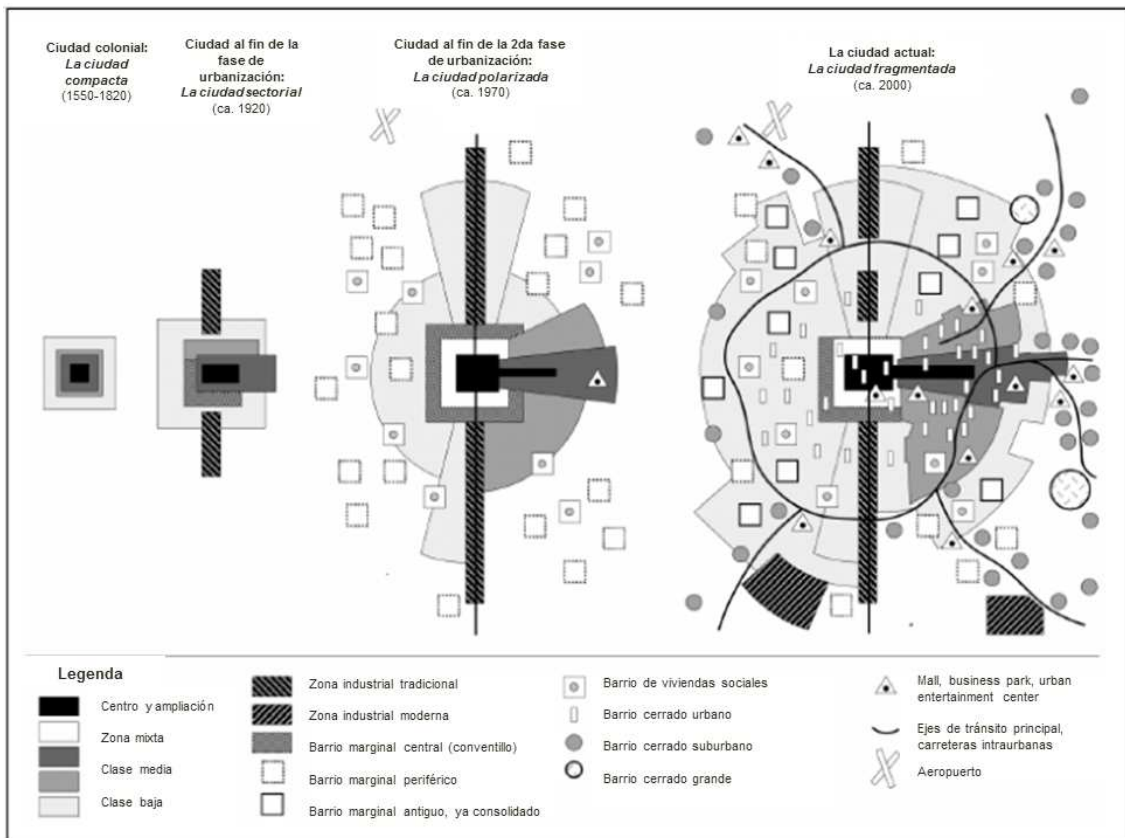 Ciudad colonial:
La ciudad
compacta
(1550-1820)
Ciudad al fin de la
fase de
urbanización:
La ciudad sectorial
(ca. 1920)
Ciudad al fin de la 2da fase
de urbanización:
La ciudad polarizada
(ca. 1970)
La ciudad actual:
La ciudad fragmentada
(ca. 2000)
Legenda
Centro y ampliación
Zona mixta
Clase media
Clase baja
Zona industrial tradicional
Zona industrial moderna
Barrio marginal central (conventillo)
Barrio marginal periférico
Barrio marginal antiguo, ya consolidado
Barrio de viviendas sociales
Barrio cerrado urbano
Barrio cerrado suburbano
Barrio cerrado grande
Mall, business park, urban
entertainment center
Ejes de tránsito principal,
carreteras intraurbanas
Aeropuerto